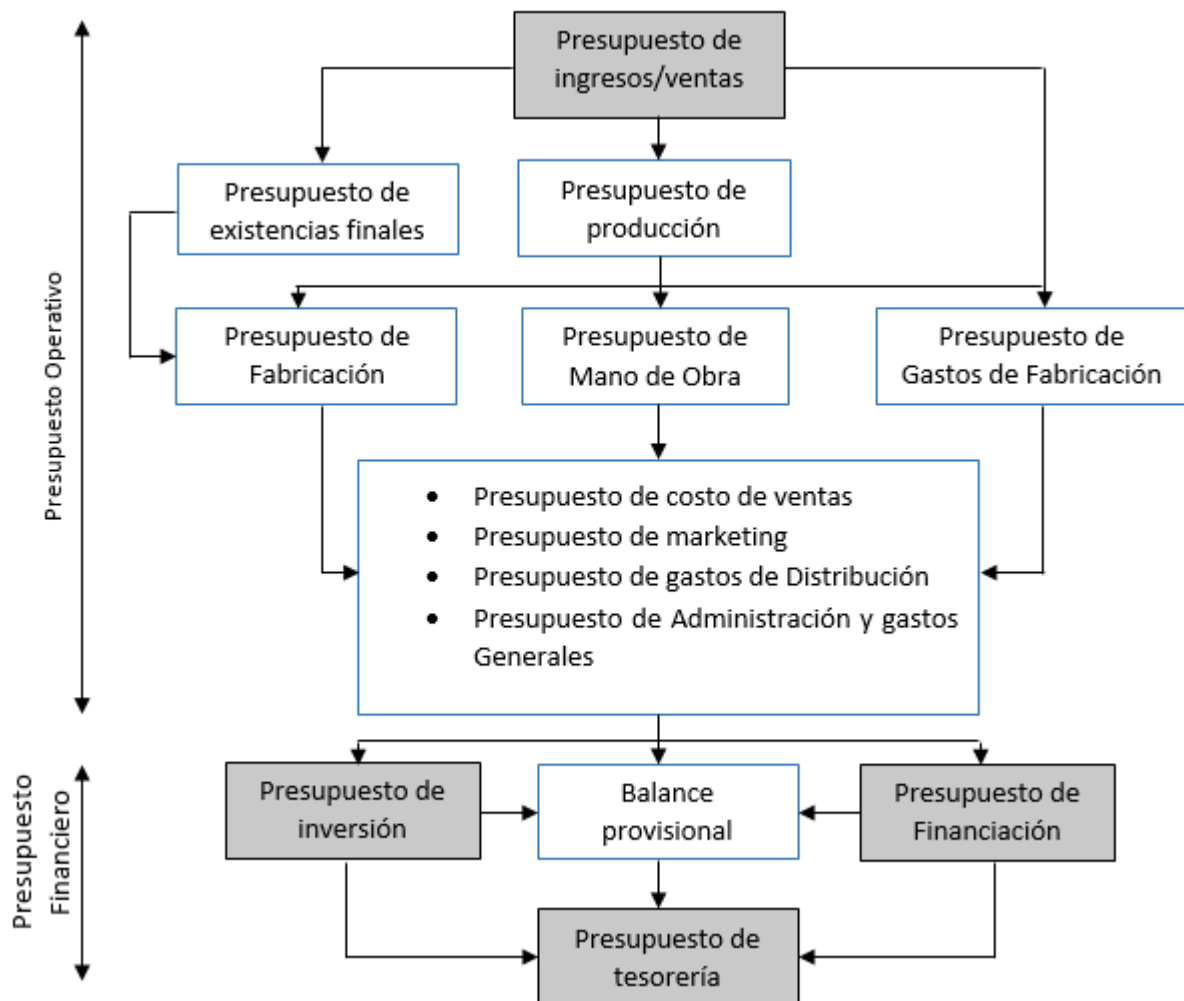 Presupuesto de
ingresos/ventas
Presupuesto de
existencias finales
Presupuesto de
producción
Presupuesto Operativo
Presupuesto de
Fabricación
Presupuesto de
Mano de Obra
Presupuesto de
Gastos de Fabricación
• Presupuesto de costo de ventas
• Presupuesto de marketing
• Presupuesto de gastos de Distribución
• Presupuesto de Administración y gastos
Generales
Presupuesto
Financiero
Presupuesto de
inversión
Balance
provisional
Presupuesto de
Financiación
Presupuesto de
tesorería